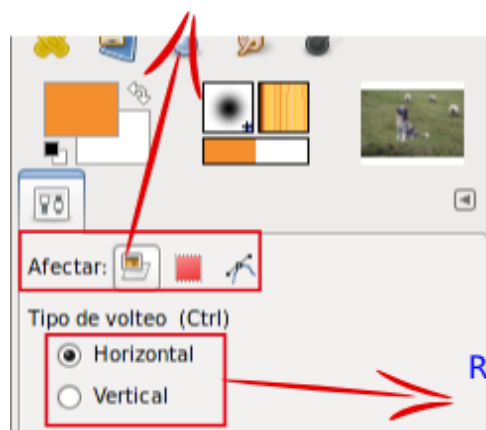 Afectar:
Tipo de volteo (Ctrl)
Horizontal
Vertical
R